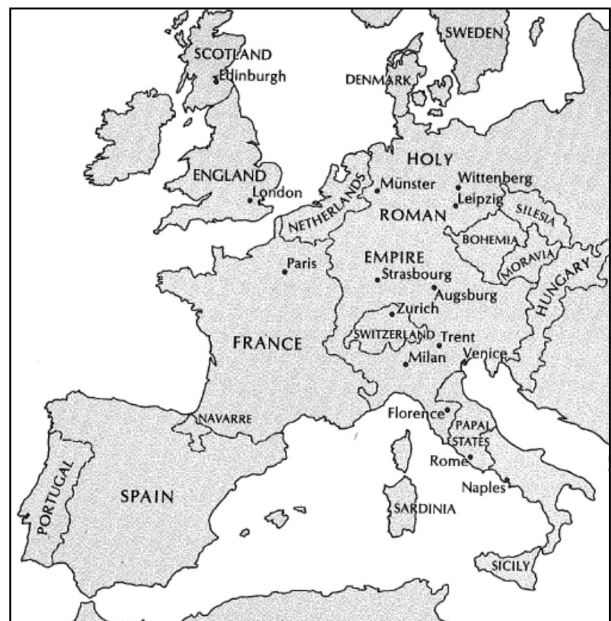 SWEDEN
SCOTLAND
Edinburgh
DENMARK
HOLY
ENGLAND
Wittenberg
Münster
London
NETHERLANDS
Leipzig
ROMAN
SILESIA
BOHEMIA
EMPIRE
MORAVIA
Paris
Strasbourg
HUNGARY
Augsburg
Zurich
SWITZERLAND
Trent
FRANCE
Venice
Milan
NAVARRE
Florence
PAPAL
STATES
Rome
PORTUGAL
SPAIN
Naples
SARDINIA
SICILY